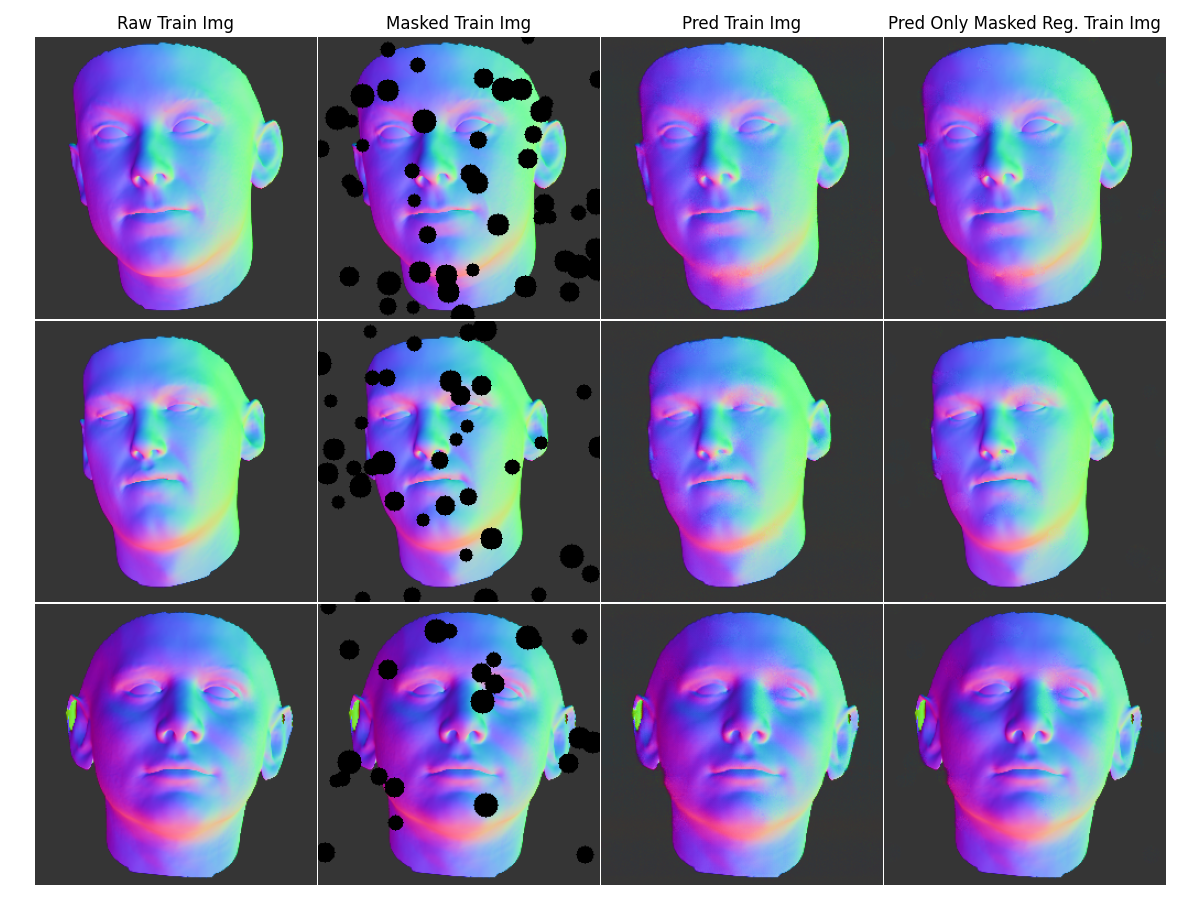 Raw Train Img
Masked Train Img
Pred Train Img
Pred Only Masked Reg. Train Img